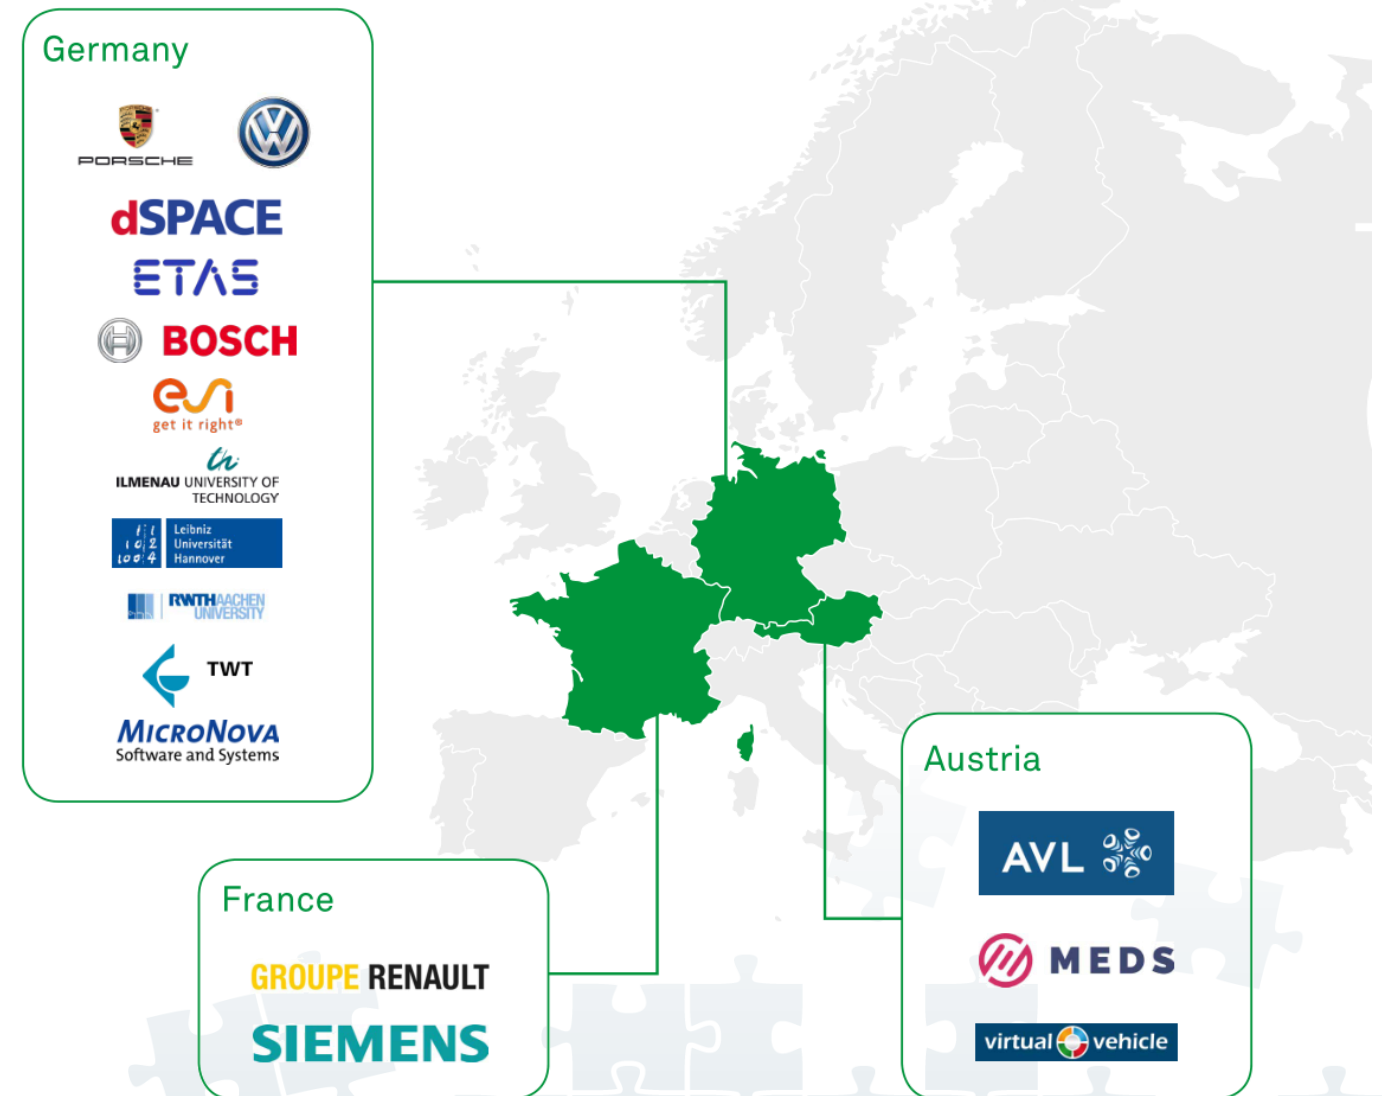 Germany
PORSCHE
dSPACE
ETAS
BOSCH
esi
get it right®
th
ILMENAU UNIVERSITY OF
TECHNOLOGY
Leibniz
Universität
Hannover
RWTHAACHEN
UNIVERSITY
TWT
MICRONOVA
Software and Systems
France
GROUPE RENAULT
SIEMENS
Austria
AVL
MEDS
virtual vehicle